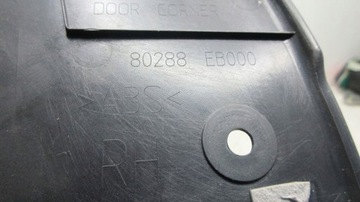 DOOR CORNER
80288 EB000
>ABS<
RH